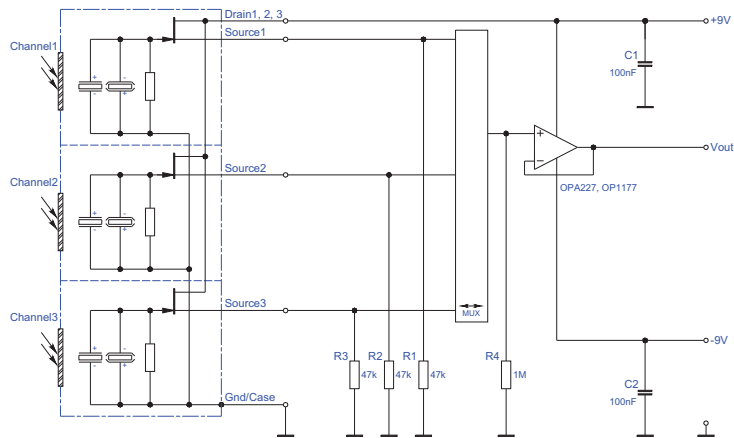 Drain1, 2, 3
+9V
Source1
Channel1
C1
100nF
Vout
Source2
Channel2
OPA227, OP1177
Source3
MUX
Channel3
-9V
R3
47k
R2
47k
R1
47k
R4
1M
C2
100nF
Gnd/Case